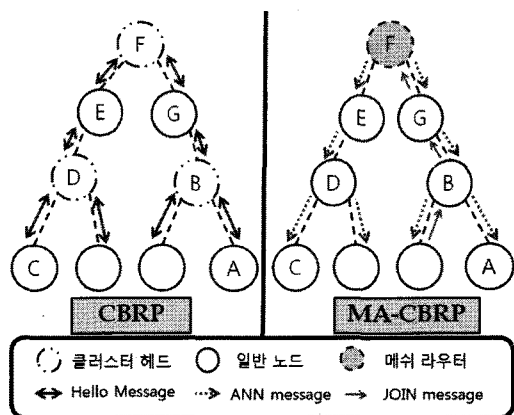 F
F
E
G
E
G
D
B
D
B
C
A
C
A
CBRP
MA-CBRP
클러스터 헤드
일반 노드
메쉬 라우터
Hello Message
ANN message
JOIN message